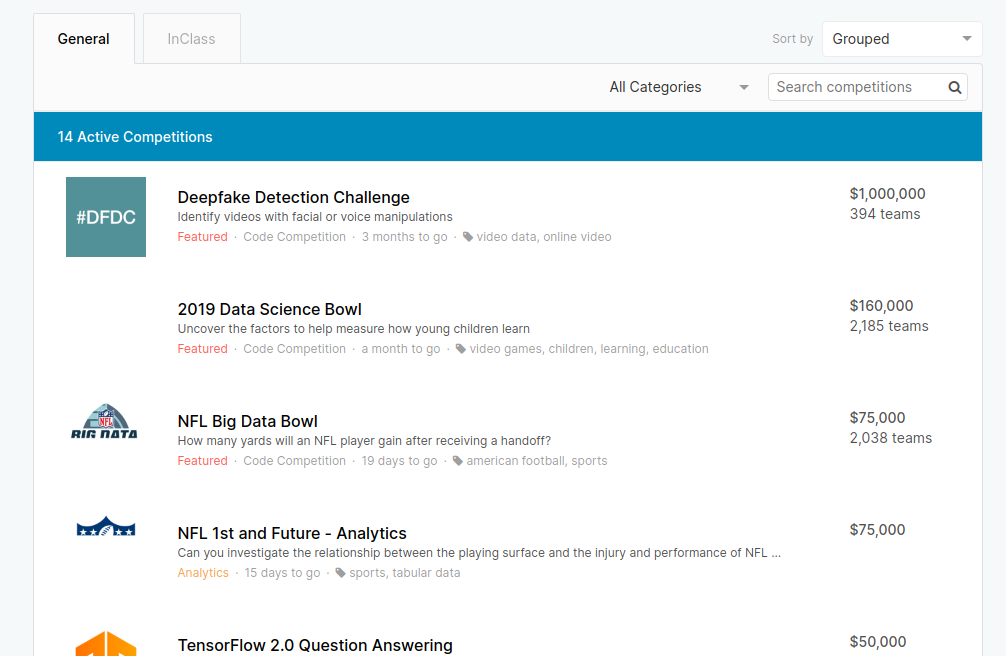 General
InClass
Sort by
Grouped
All Categories
Search competitions
14 Active Competitions
#DFDC
Deepfake Detection Challenge
$1,000,000
Identify videos with facial or voice manipulations
394 teams
Featured · Code Competition · 3 months to go · video data, online video
2019 Data Science Bowl
$160,000
Uncover the factors to help measure how young children learn
2,185 teams
Featured · Code Competition · a month to go · video games, children, learning, education
NFL
BIG DATA
NFL Big Data Bowl
$75,000
How many yards will an NFL player gain after receiving a handoff?
2,038 teams
Featured · Code Competition · 19 days to go · american football, sports
NFL 1st and Future - Analytics
$75,000
Can you investigate the relationship between the playing surface and the injury and performance of NFL ...
Analytics · 15 days to go · sports, tabular data
TensorFlow 2.0 Question Answering
$50,000